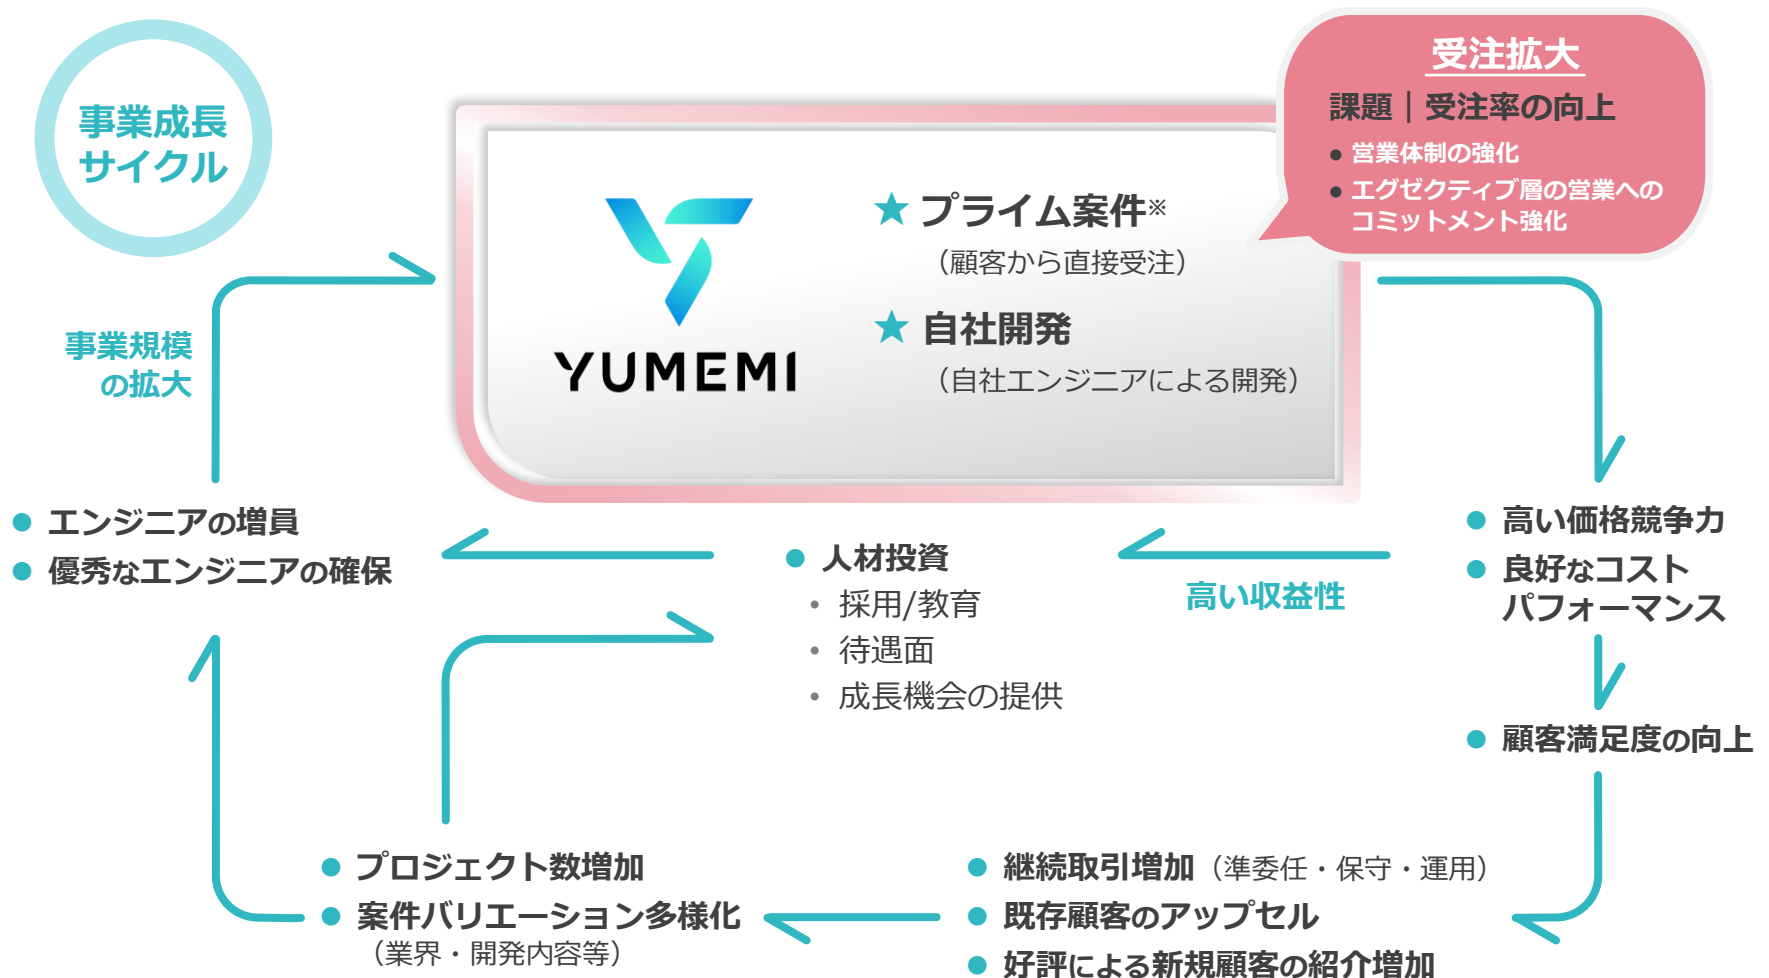 事業成長
サイクル
受注拡大
課題｜受注率の向上
● 営業体制の強化
● エグゼクティブ層の営業への
コミットメント強化
YUMEMI
★ プライム案件※
（顧客から直接受注）
★ 自社開発
（自社エンジニアによる開発）
事業規模
の拡大
● エンジニアの増員
● 優秀なエンジニアの確保
● 人材投資
・ 採用/教育
・ 待遇面
・ 成長機会の提供
高い収益性
● 高い価格競争力
● 良好なコスト
パフォーマンス
● 顧客満足度の向上
● プロジェクト数増加
● 案件バリエーション多様化
（業界・開発内容等）
● 継続取引増加（準委任・保守・運用）
● 既存顧客のアップセル
● 好評による新規顧客の紹介増加